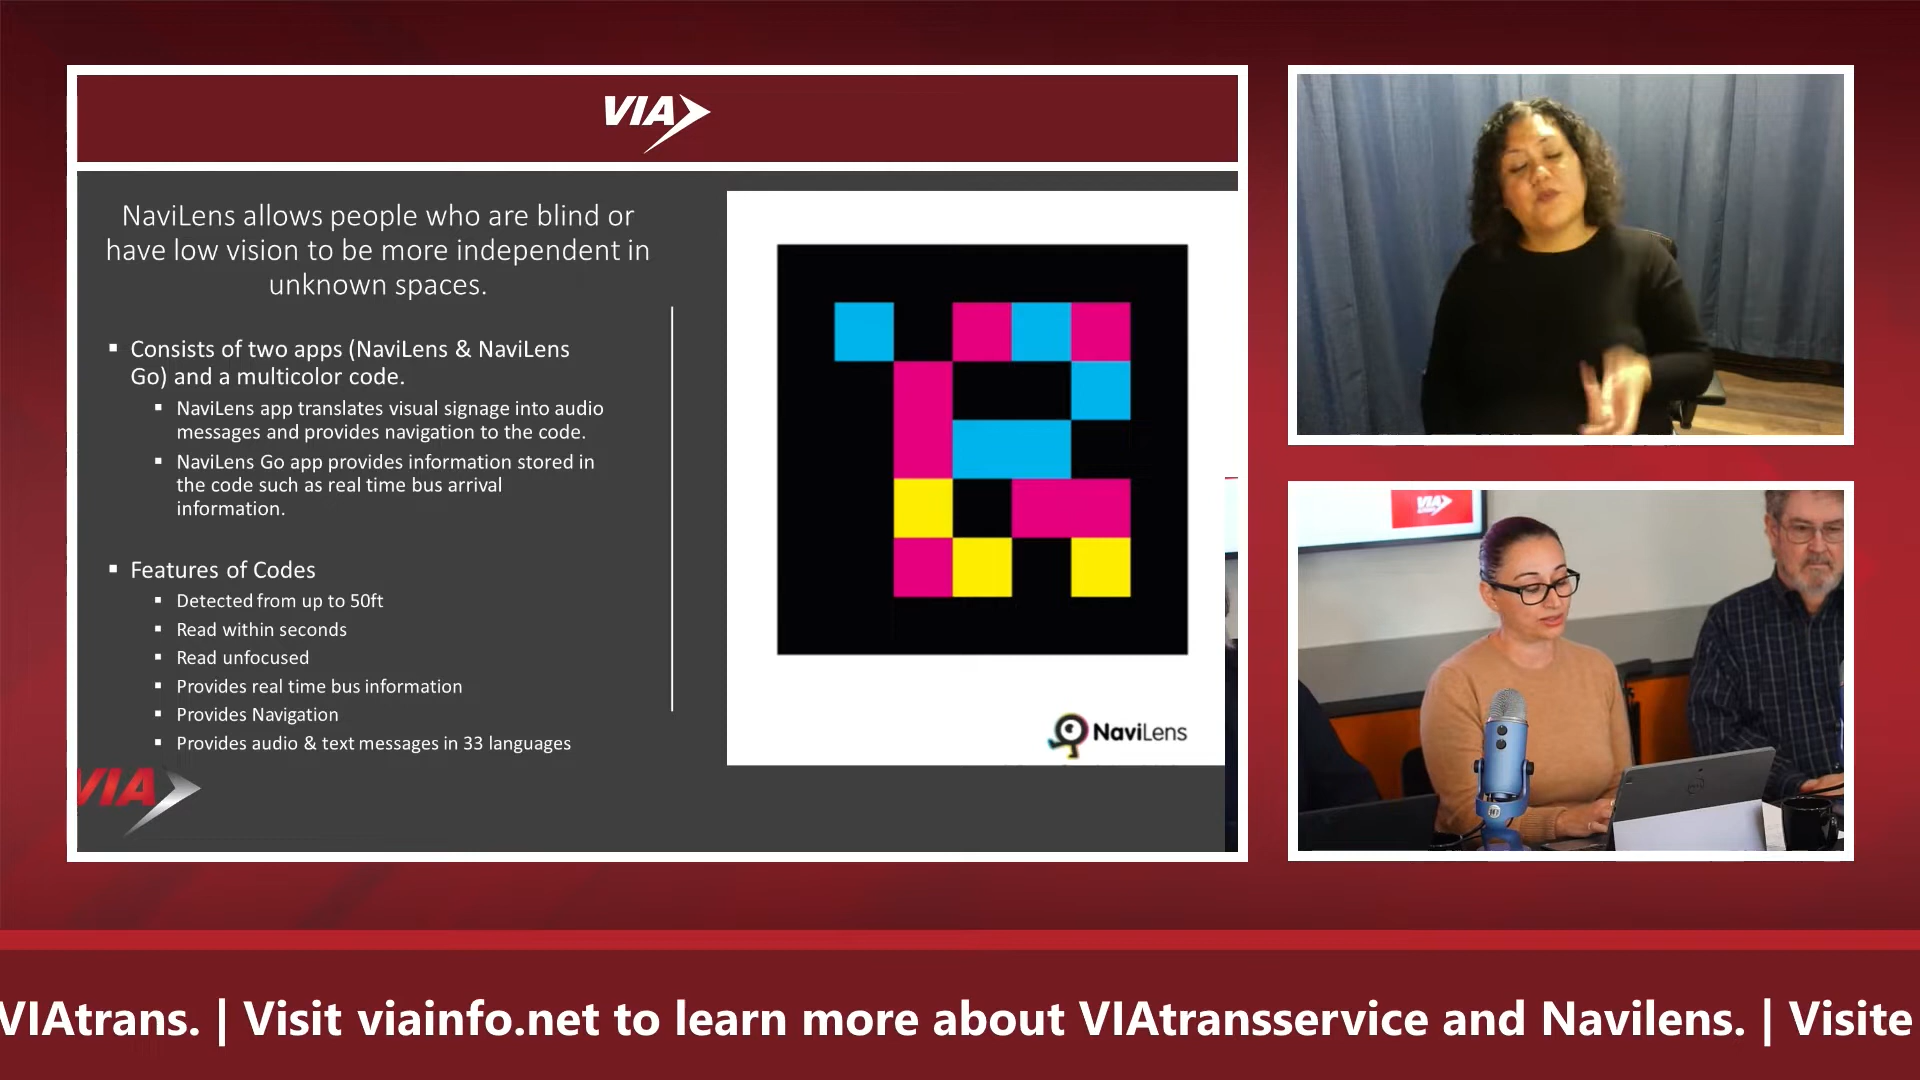 VIA
NaviLens allows people who are blind or
have low vision to be more independent in
unknown spaces.
▪ Consists of two apps (NaviLens & NaviLens
Go) and a multicolor code.
▪ NaviLens app translates visual signage into audio
messages and provides navigation to the code.
▪ NaviLens Go app provides information stored in
the code such as real time bus arrival
information.
▪ Features of Codes
▪ Detected from up to 50ft
▪ Read within seconds
▪ Read unfocused
▪ Provides real time bus information
▪ Provides Navigation
▪ Provides audio & text messages in 33 languages
VIA
NaviLens
VIA
VIAtrans. | Visit viainfo.net to learn more about VIAtransservice and Navilens. | Visite